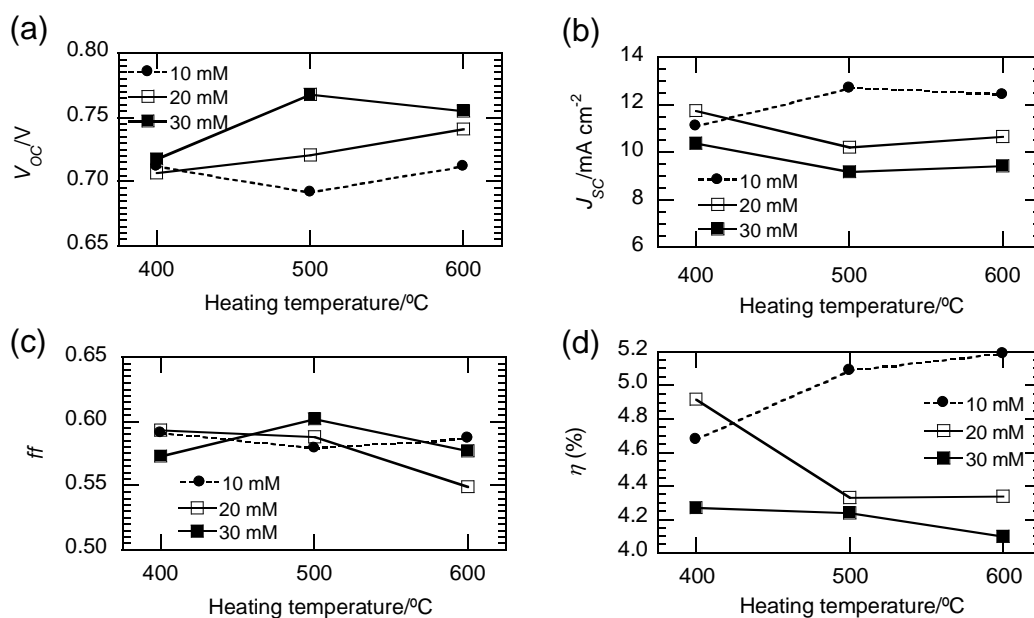 (a)
0.80
0.75
0.70
0.65
V_OC/V
10 mM
20 mM
30 mM
400 500 600
Heating temperature/ºC
(b)
14
12
10
8
6
J_SC/mA cm⁻²
10 mM
20 mM
30 mM
400 500 600
Heating temperature/ºC
(c)
0.65
0.60
0.55
0.50
ff
10 mM
20 mM
30 mM
400 500 600
Heating temperature/ºC
(d)
5.2
5.0
4.8
4.6
4.4
4.2
4.0
η (%)
10 mM
20 mM
30 mM
400 500 600
Heating temperature/ºC